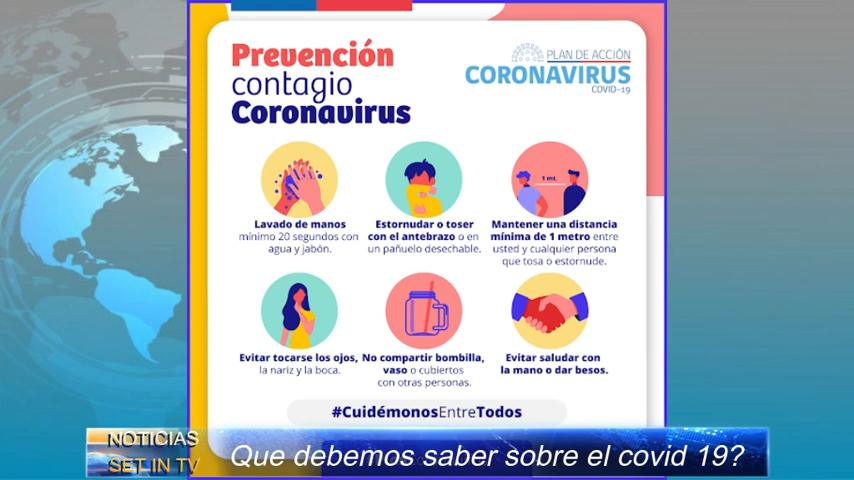 Prevención
contagio
Coronavirus
PLAN DE ACCIÓN
CORONAVIRUS
COVID-19
1 mt.
Lavado de manos
mínimo 20 segundos con
agua y jabón.
Estornudar o toser
con el antebrazo o en
un pañuelo desechable.
Mantener una distancia
mínima de 1 metro entre
usted y cualquier persona
que tosa o estornude.
Evitar tocarse los ojos,
la nariz y la boca.
No compartir bombilla,
vaso o cubiertos
con otras personas.
Evitar saludar con
la mano o dar besos.
#CuidémonosEntreTodos
NOTICIAS
SET IN TV
Que debemos saber sobre el covid 19?